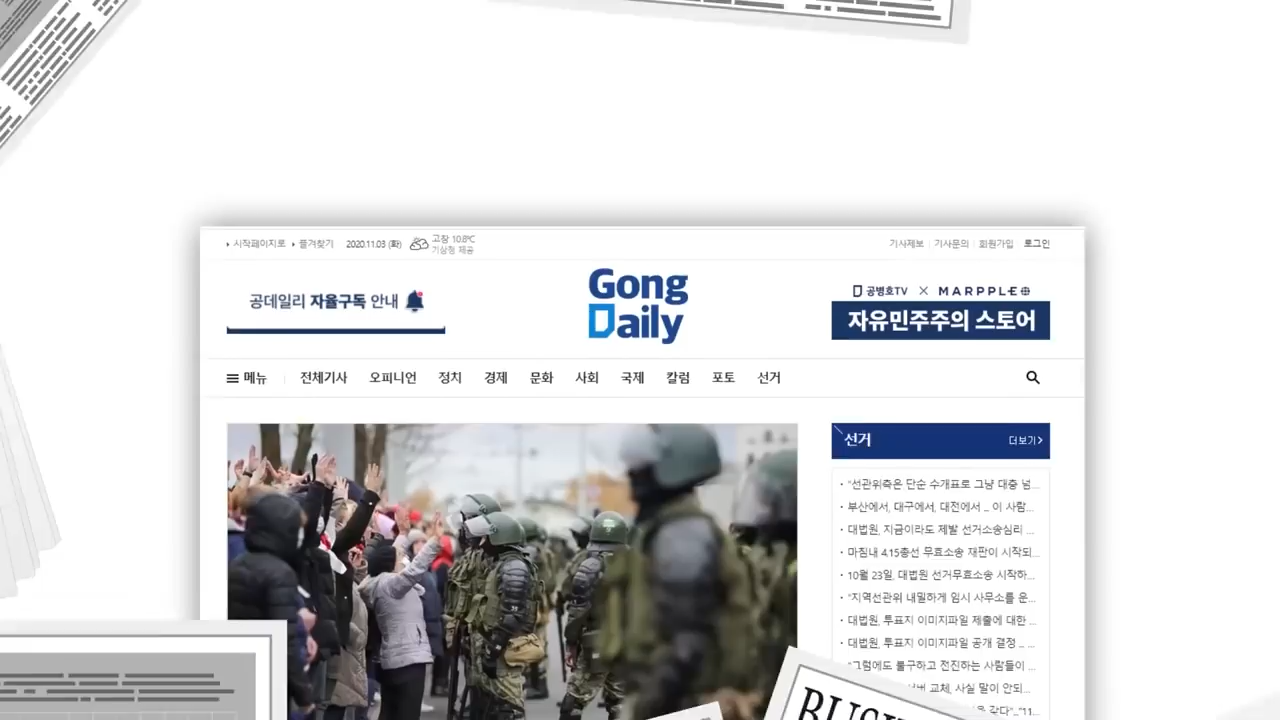 시작페이지로 즐겨찾기 2020.11.03 (화) 고창 10.8℃
기상청 제공
기사제보 기사문의 회원가입 로그인
공데일리 자율구독 안내
Gong
Daily
공병호TV × MARPPLE
자유민주주의 스토어
메뉴 전체기사 오피니언 정치 경제 문화 사회 국제 칼럼 포토 선거
선거 더보기
"선관위측은 단순 수개표로 그냥 대충 넘...
부산에서, 대구에서, 대전에서 ... 이 사람...
대법원, 지금이라도 제발 선거소송심리 ...
마침내 4.15총선 무효소송 재판이 시작되...
10월 23일, 대법원 선거무효소송 시작하...
"지역선관위 내밀하게 임시 사무소를 운...
대법원, 투표지 이미지파일 제출에 대한 ...
대법원, 투표지 이미지파일 공개 결정 ... ...
"그럼에도 불구하고 전진하는 사람들이 ...
교체, 사실 말이 안되...
같다"..."11...